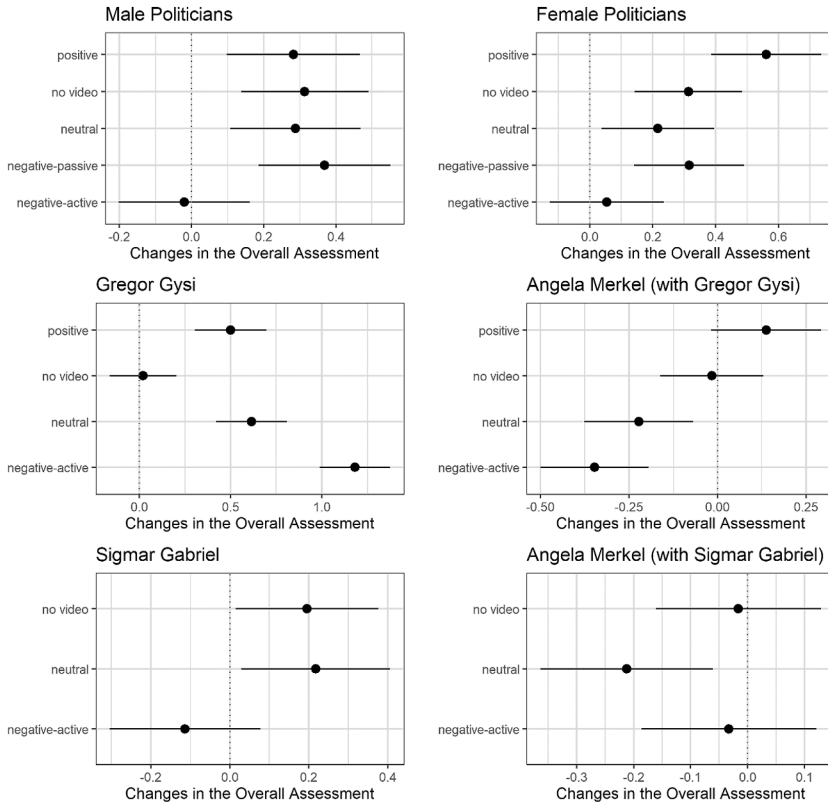 Male Politicians
positive
no video
neutral
negative-passive
negative-active
-0.2 0.0 0.2 0.4
Changes in the Overall Assessment
Female Politicians
positive
no video
neutral
negative-passive
negative-active
0.0 0.2 0.4 0.6
Changes in the Overall Assessment
Gregor Gysi
positive
no video
neutral
negative-active
0.0 0.5 1.0
Changes in the Overall Assessment
Angela Merkel (with Gregor Gysi)
positive
no video
neutral
negative-active
-0.50 -0.25 0.00 0.25
Changes in the Overall Assessment
Sigmar Gabriel
no video
neutral
negative-active
-0.2 0.0 0.2 0.4
Changes in the Overall Assessment
Angela Merkel (with Sigmar Gabriel)
no video
neutral
negative-active
-0.3 -0.2 -0.1 0.0 0.1
Changes in the Overall Assessment